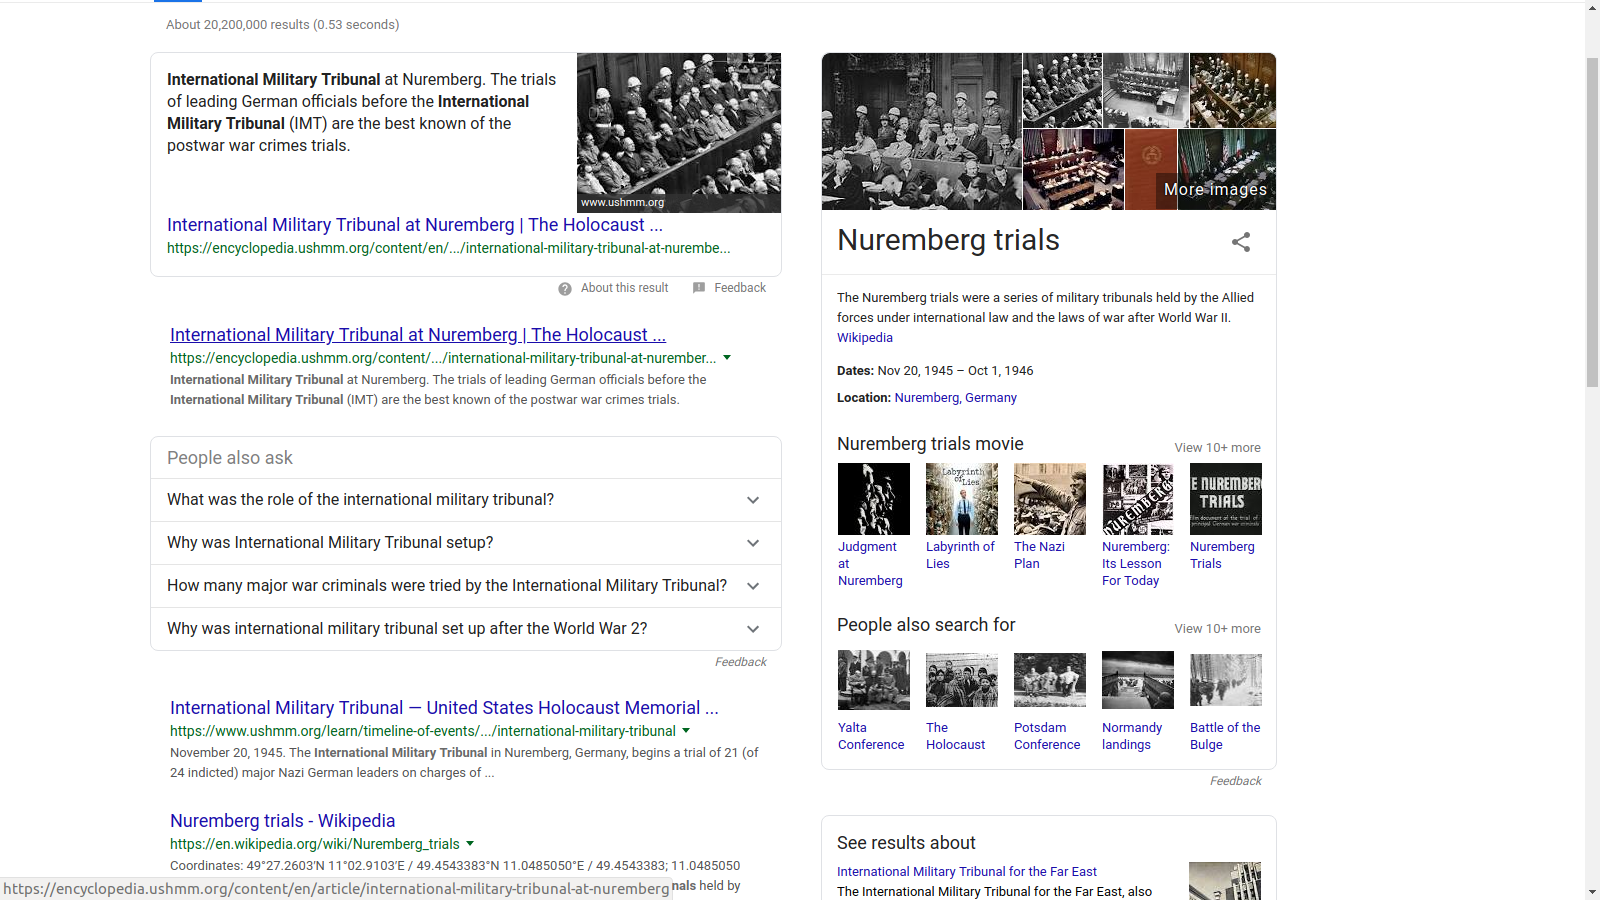 About 20,200,000 results (0.53 seconds)
International Military Tribunal at Nuremberg. The trials
of leading German officials before the International
Military Tribunal (IMT) are the best known of the
postwar war crimes trials.
www.ushmm.org
International Military Tribunal at Nuremberg | The Holocaust ...
https://encyclopedia.ushmm.org/content/en/.../international-military-tribunal-at-nurembe...
About this result
Feedback
International Military Tribunal at Nuremberg | The Holocaust ...
https://encyclopedia.ushmm.org/content/.../international-military-tribunal-at-nurember...
International Military Tribunal at Nuremberg. The trials of leading German officials before the
International Military Tribunal (IMT) are the best known of the postwar war crimes trials.
People also ask
What was the role of the international military tribunal?
Why was International Military Tribunal setup?
How many major war criminals were tried by the International Military Tribunal?
Why was international military tribunal set up after the World War 2?
Feedback
International Military Tribunal — United States Holocaust Memorial ...
https://www.ushmm.org/learn/timeline-of-events/.../international-military-tribunal
November 20, 1945. The International Military Tribunal in Nuremberg, Germany, begins a trial of 21 (of
24 indicted) major Nazi German leaders on charges of ...
Nuremberg trials - Wikipedia
https://en.wikipedia.org/wiki/Nuremberg_trials
Coordinates: 49°27.2603′N 11°02.9103′E / 49.4543383°N 11.0485050°E / 49.4543383; 11.0485050
nals held by
https://encyclopedia.ushmm.org/content/en/article/international-military-tribunal-at-nuremberg
More images
Nuremberg trials
The Nuremberg trials were a series of military tribunals held by the Allied
forces under international law and the laws of war after World War II.
Wikipedia
Dates: Nov 20, 1945 – Oct 1, 1946
Location: Nuremberg, Germany
Nuremberg trials movie
View 10+ more
Labyrinth
of Lies
NUREMBERG
E NUREMBER
TRIALS
film document of the trial of
principal German war criminals
Judgment
at
Nuremberg
Labyrinth of
Lies
The Nazi
Plan
Nuremberg:
Its Lesson
For Today
Nuremberg
Trials
People also search for
View 10+ more
Yalta
Conference
The
Holocaust
Potsdam
Conference
Normandy
landings
Battle of the
Bulge
Feedback
See results about
International Military Tribunal for the Far East
The International Military Tribunal for the Far East, also